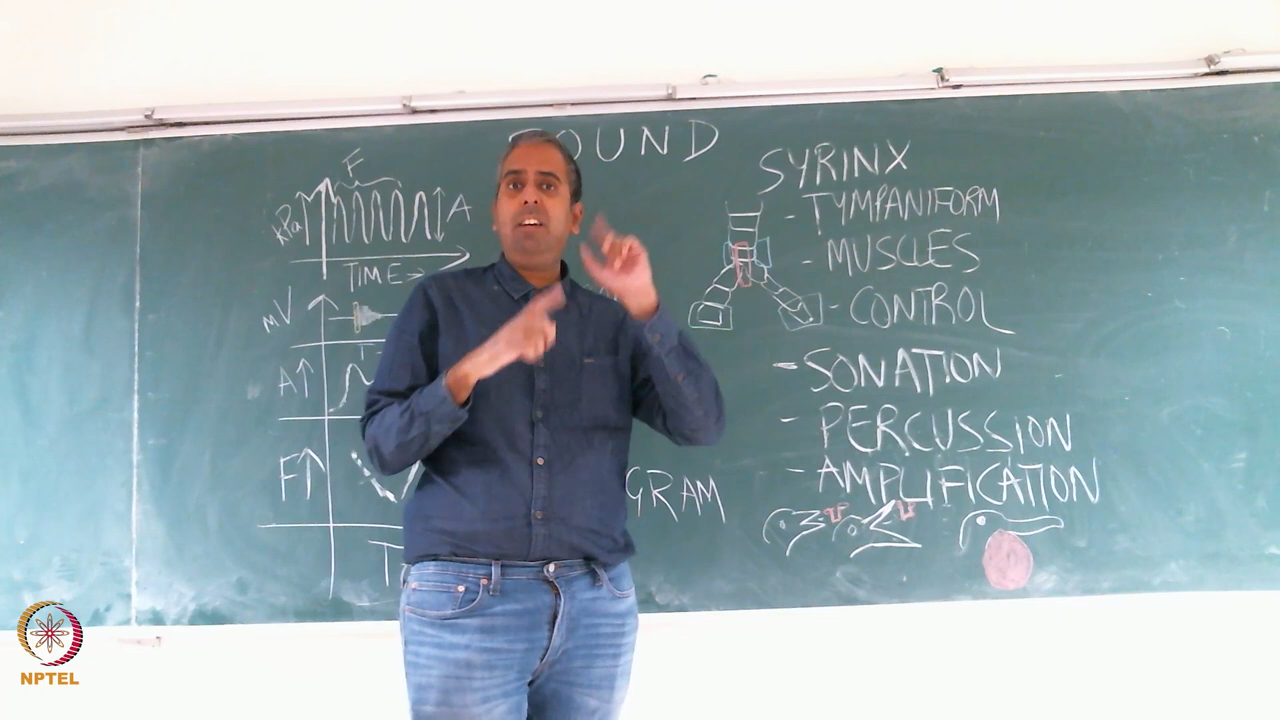 SOUND
F
kPa
A
TIME →
mV
T
A↑
F↑
GRAM
T
SYRINX
- TYMPANIFORM
- MUSCLES
- CONTROL
- SONATION
- PERCUSSION
- AMPLIFICATION
NPTEL